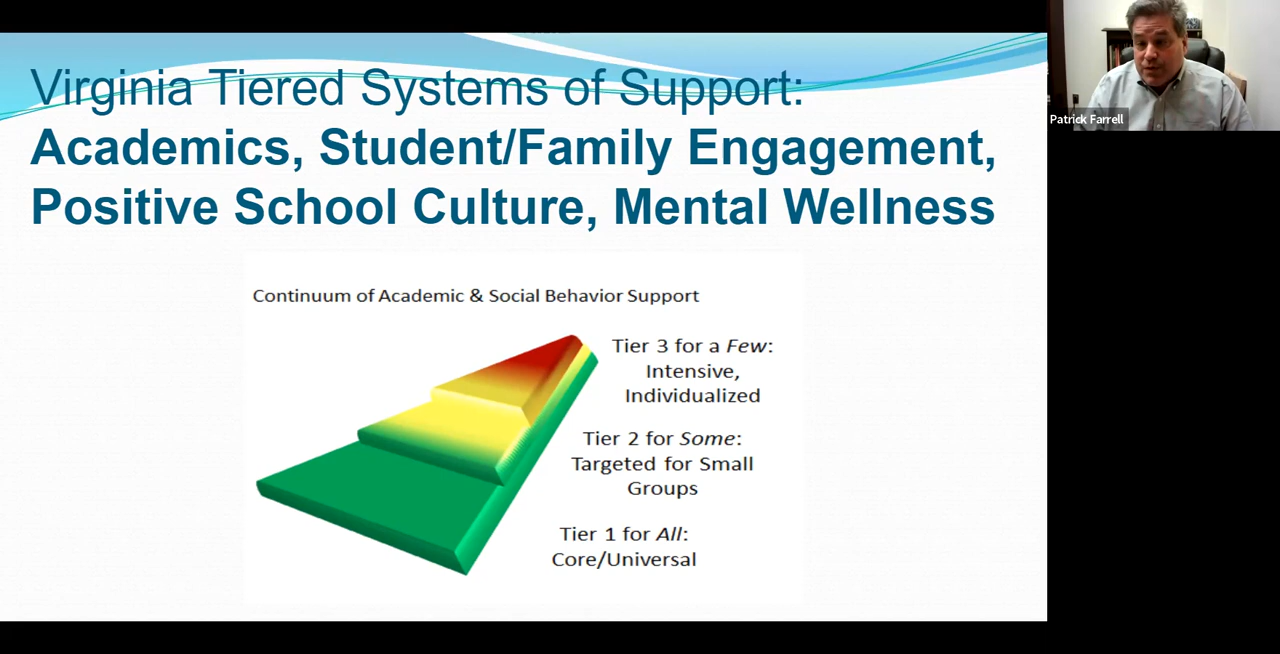 Virginia Tiered Systems of Support:
Academics, Student/Family Engagement,
Positive School Culture, Mental Wellness
Continuum of Academic & Social Behavior Support
Tier 3 for a Few:
Intensive,
Individualized
Tier 2 for Some:
Targeted for Small
Groups
Tier 1 for All:
Core/Universal
Patrick Farrell